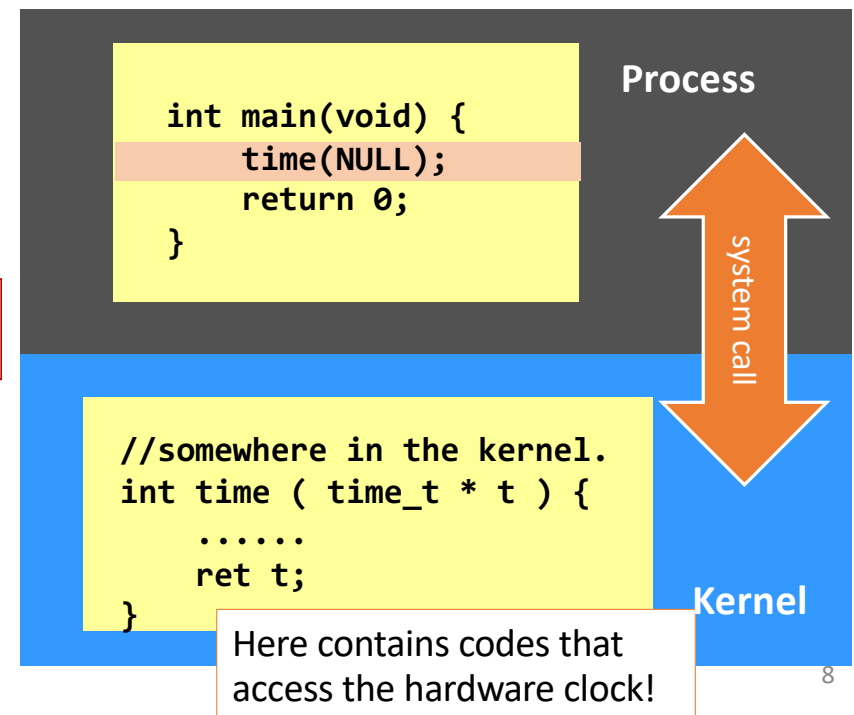 Process
int main(void) {
time(NULL);
return 0;
}
system call
//somewhere in the kernel.
int time ( time_t * t ) {
......
ret t;
}
Kernel
Here contains codes that
access the hardware clock!
8